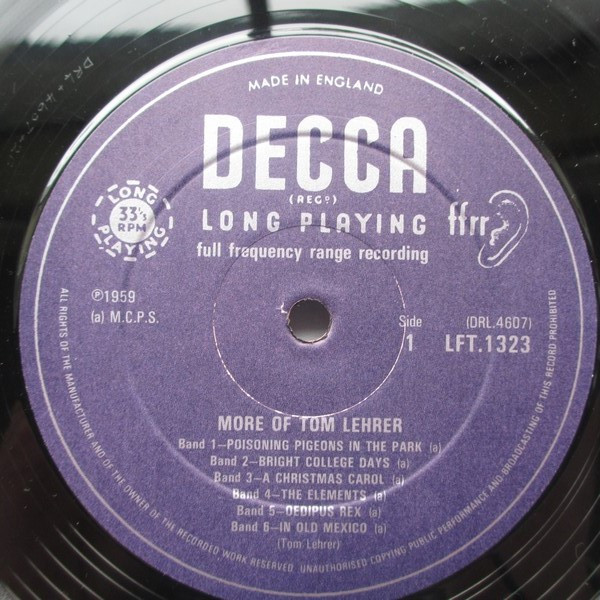 MADE IN ENGLAND
DECCA
(REGD)
LONG PLAYING
ffrr
full frequency range recording
LONG
33⅓
RPM
PLAYING
℗1959
(a) M.C.P.S.
Side
1
(DRL.4607)
LFT.1323
MORE OF TOM LEHRER
Band 1—POISONING PIGEONS IN THE PARK (a)
Band 2—BRIGHT COLLEGE DAYS (a)
Band 3—A CHRISTMAS CAROL (a)
Band 4—THE ELEMENTS (a)
Band 5—OEDIPUS REX (a)
Band 6—IN OLD MEXICO (a)
(Tom Lehrer)
ALL RIGHTS OF THE MANUFACTURER AND OF THE OWNER OF THE RECORDED WORK RESERVED. UNAUTHORISED COPYING PUBLIC PERFORMANCE AND BROADCASTING OF THIS RECORD PROHIBITED